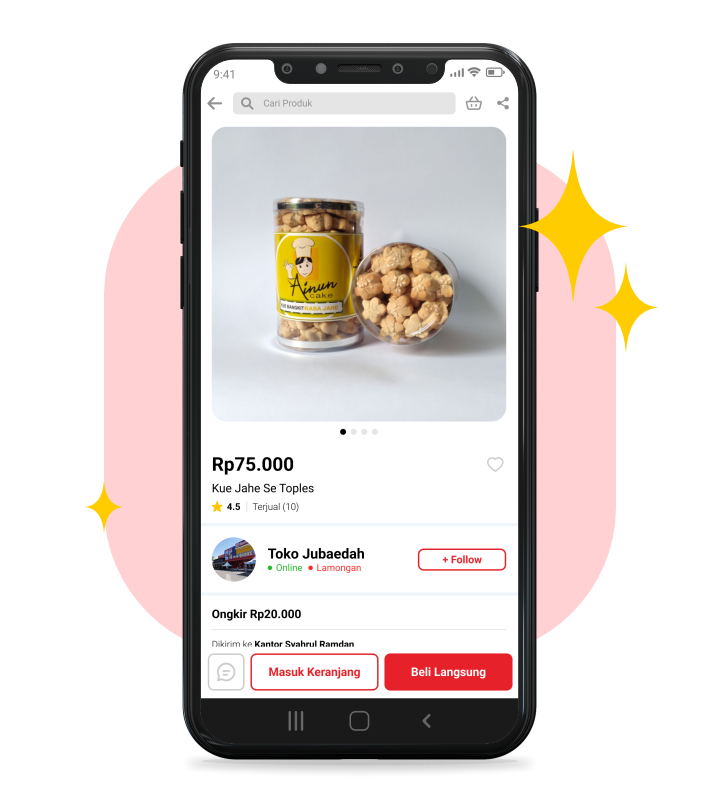 9:41
Cari Produk
Ainun
cake
KUE BANGKIT RASA JAHE
Rp75.000
Kue Jahe Se Toples
4.5 Terjual (10)
Toko Jubaedah
Online Lamongan
+ Follow
Ongkir Rp20.000
Dikirim ke Kantor Syahrul Ramdan
Masuk Keranjang Beli Langsung